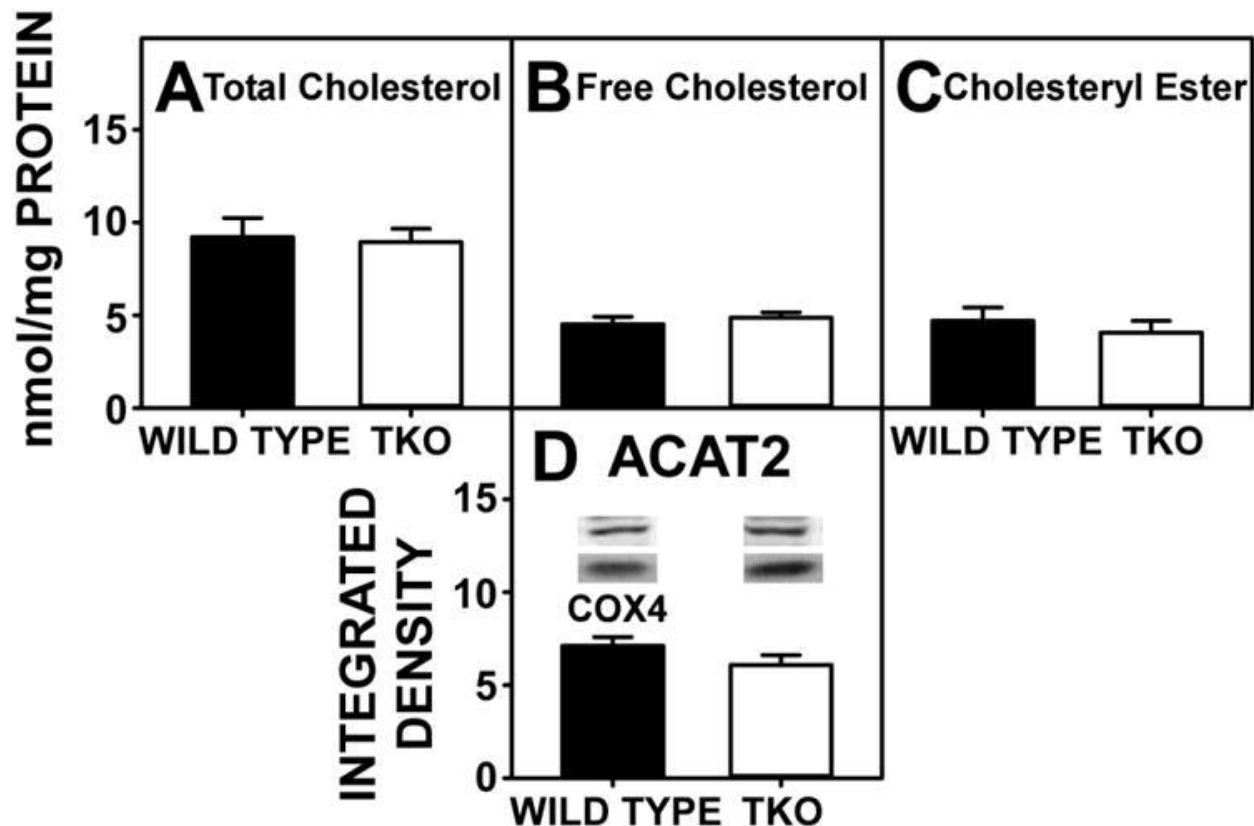 A Total Cholesterol
B Free Cholesterol
C Cholesteryl Ester
nmol/mg PROTEIN
15
10
5
0
WILD TYPE TKO
WILD TYPE TKO
D ACAT2
INTEGRATED
DENSITY
15
10
5
0
COX4
WILD TYPE TKO